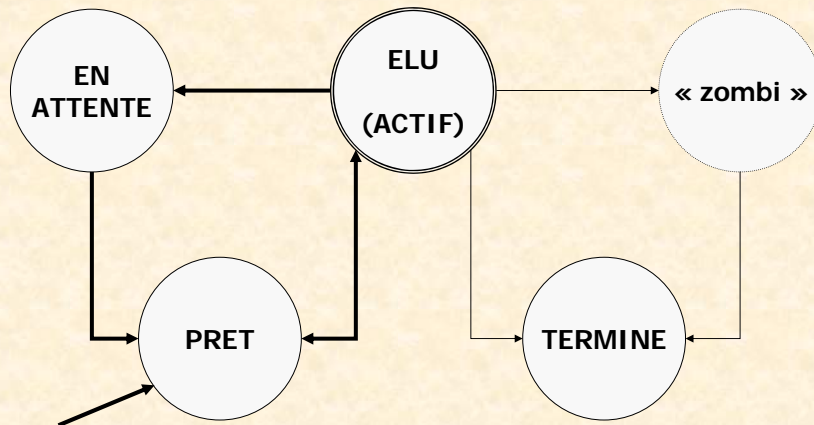 EN
ATTENTE
ELU
(ACTIF)
« zombi »
PRET
TERMINE